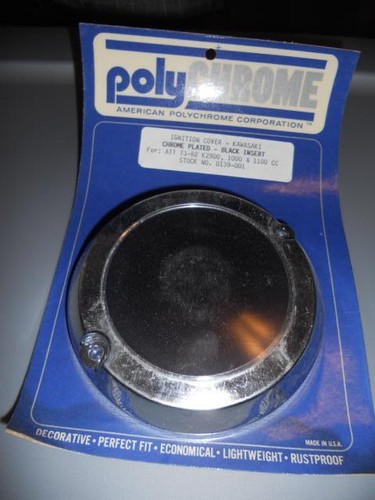 polyCHROME
AMERICAN POLYCHROME CORPORATION™
IGNITION COVER - KAWASAKI
CHROME PLATED - BLACK INSERT
For: All 73-82 KZ900, 1000 & 1100 CC
STOCK NO. 0139-001
MADE IN U.S.A.
DECORATIVE • PERFECT FIT • ECONOMICAL • LIGHTWEIGHT • RUSTPROOF